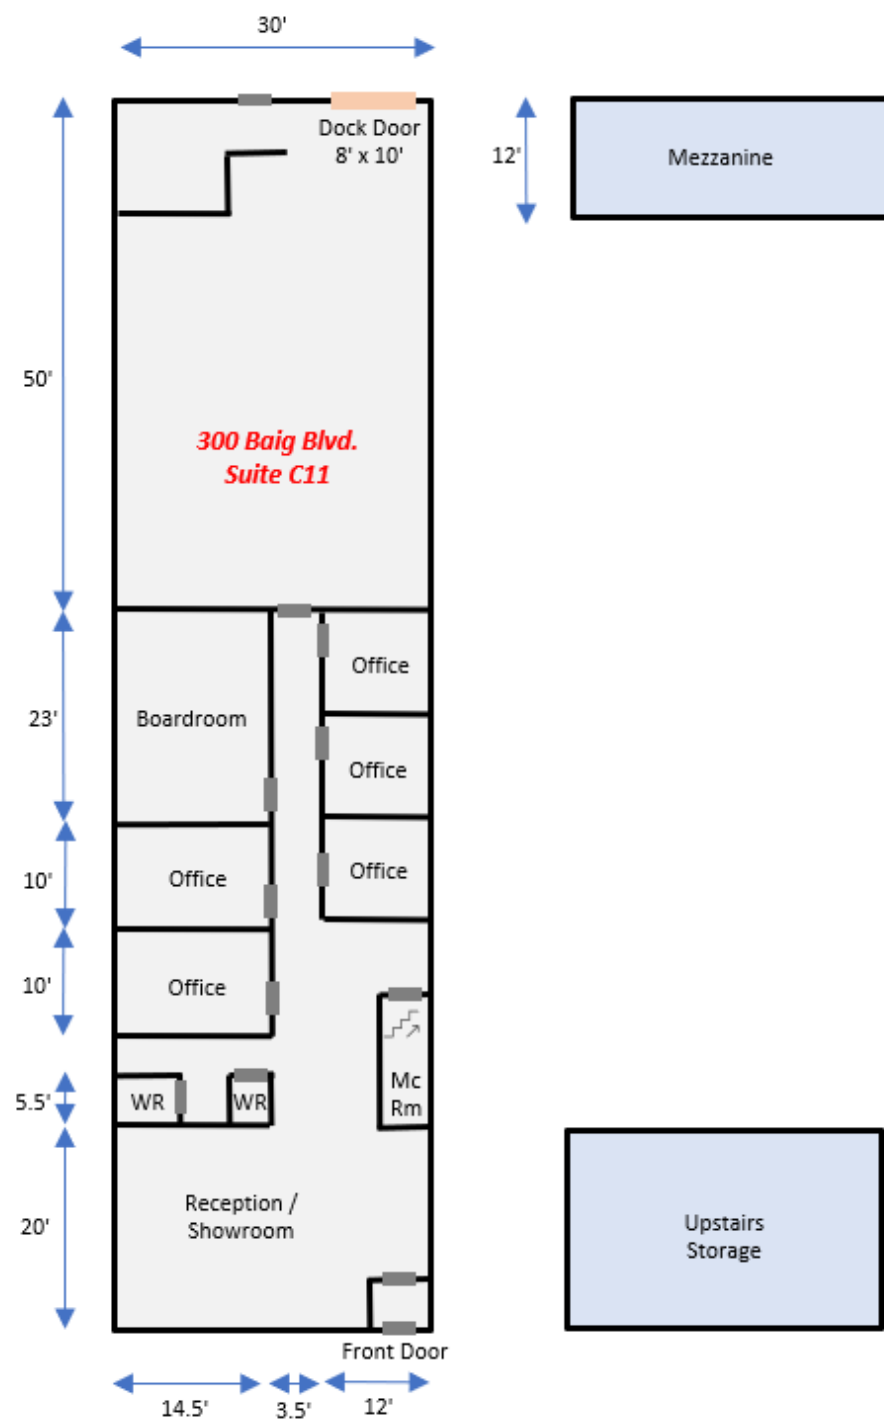 30'
Dock Door
8' x 10'
12'
Mezzanine
50'
300 Baig Blvd.
Suite C11
Office
23'
Boardroom
Office
10'
Office
Office
10'
Office
5.5'
WR
WR
Mc
Rm
Reception /
Showroom
20'
Upstairs
Storage
Front Door
14.5'
3.5'
12'